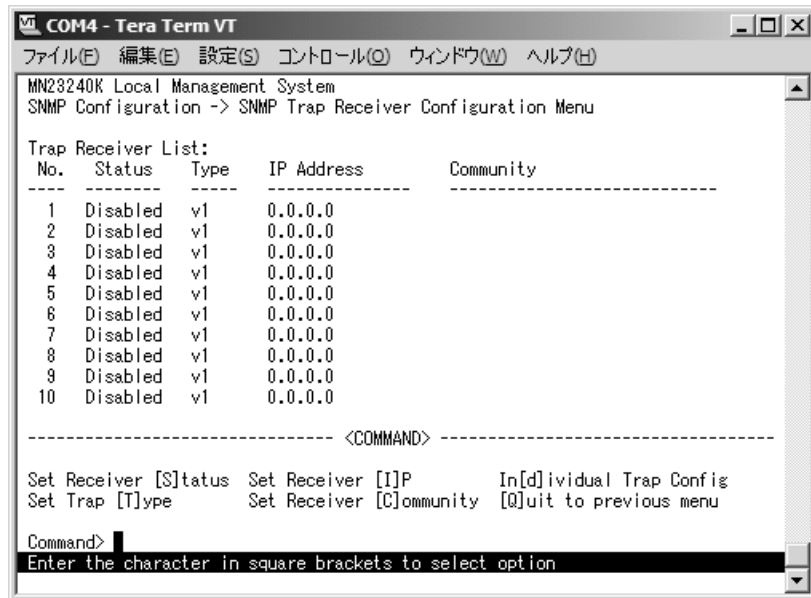 COM4 - Tera Term VT
ファイル(F) 編集(E) 設定(S) コントロール(O) ウィンドウ(W) ヘルプ(H)
MN23240K Local Management System
SNMP Configuration -> SNMP Trap Receiver Configuration Menu
Trap Receiver List:
No. Status Type IP Address Community
---- -------- ----- --------------- ----------------------------
1 Disabled v1 0.0.0.0
2 Disabled v1 0.0.0.0
3 Disabled v1 0.0.0.0
4 Disabled v1 0.0.0.0
5 Disabled v1 0.0.0.0
6 Disabled v1 0.0.0.0
7 Disabled v1 0.0.0.0
8 Disabled v1 0.0.0.0
9 Disabled v1 0.0.0.0
10 Disabled v1 0.0.0.0
-------------------------------- <COMMAND> -----------------------------------
Set Receiver [S]tatus Set Receiver [I]P In[d]ividual Trap Config
Set Trap [T]ype Set Receiver [C]ommunity [Q]uit to previous menu
Command>
Enter the character in square brackets to select option